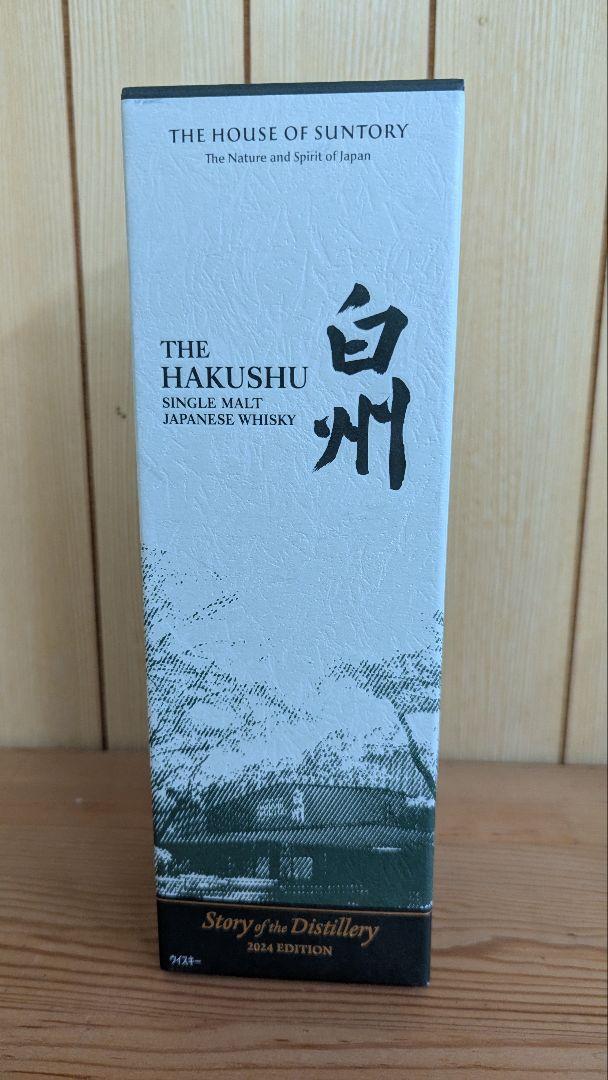 THE HOUSE OF SUNTORY
The Nature and Spirit of Japan
THE
HAKUSHU
SINGLE MALT
JAPANESE WHISKY
白州
Story of the Distillery
2024 EDITION
ウイスキー